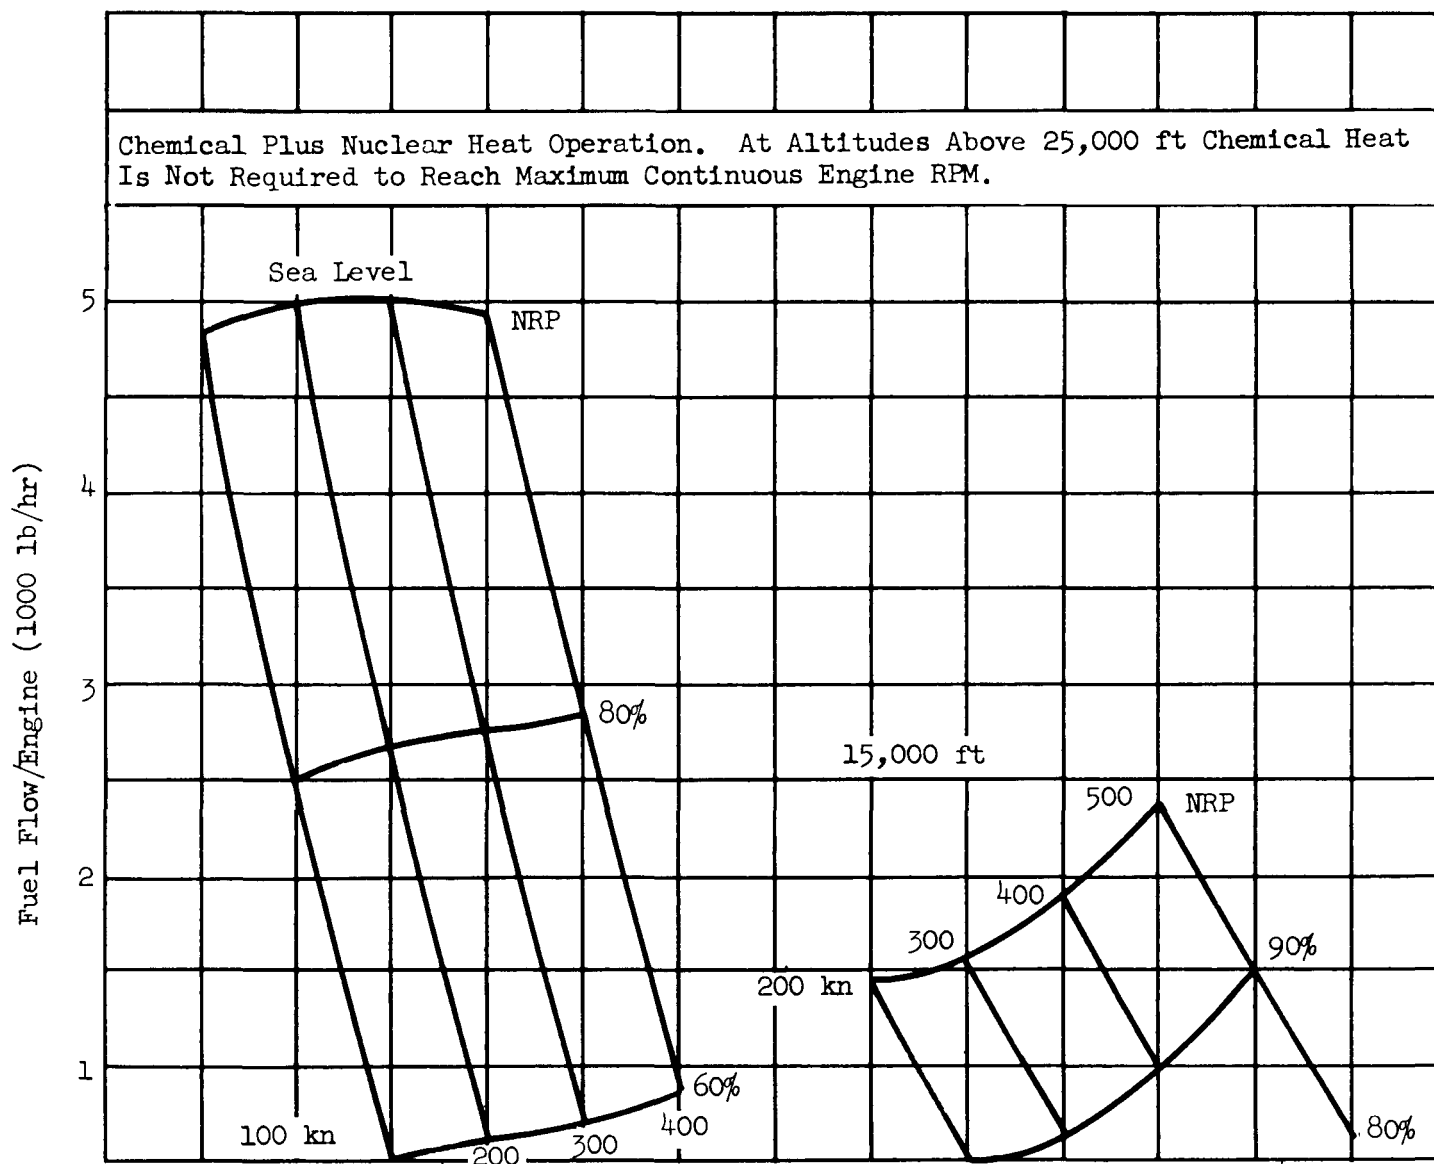 Chemical Plus Nuclear Heat Operation. At Altitudes Above 25,000 ft Chemical Heat
Is Not Required to Reach Maximum Continuous Engine RPM.
Sea Level
5
NRP
4
Fuel Flow/Engine (1000 lb/hr)
3
80%
15,000 ft
500
NRP
2
400
300
90%
200 kn
1
60%
100 kn
200
300
400
80%